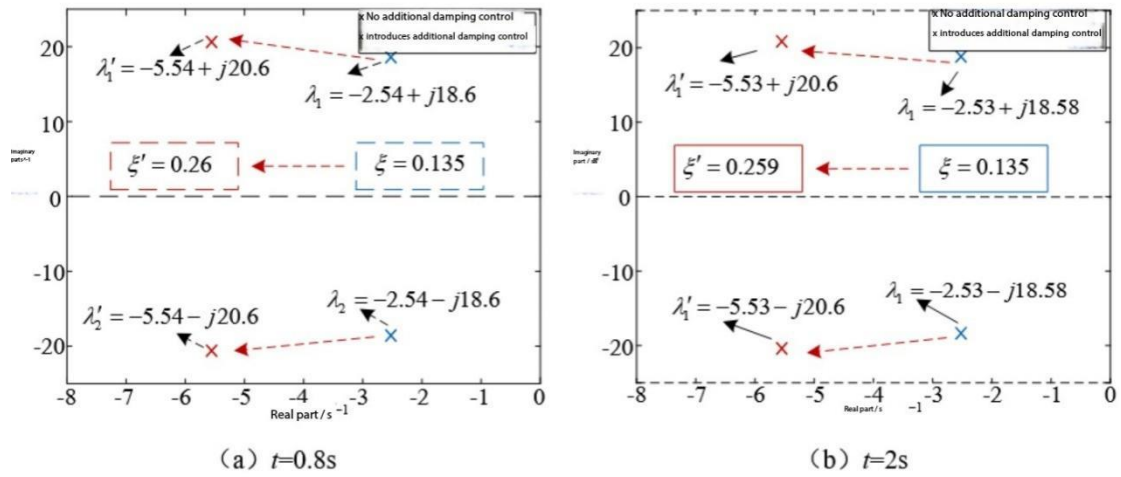 x No additional damping control
x introduces additional damping control
20
λ₁′ = −5.54 + j20.6
λ₁ = −2.54 + j18.6
10
Imaginary
part/s^-1
ξ′ = 0.26
ξ = 0.135
0
-10
λ₂ = −2.54 − j18.6
λ₂′ = −5.54 − j20.6
-20
-8 -7 -6 -5 -4 -3 -2 -1 0
Real part / s -1
（a）t=0.8s
x No additional damping control
x introduces additional damping control
20
λ₁′ = −5.53 + j20.6
λ₁ = −2.53 + j18.58
10
Imaginary
part /
ξ′ = 0.259
ξ = 0.135
0
-10
λ₁ = −2.53 − j18.58
λ₁′ = −5.53 − j20.6
-20
-8 -7 -6 -5 -4 -3 -2 -1 0
Real part / s -1
（b）t=2s